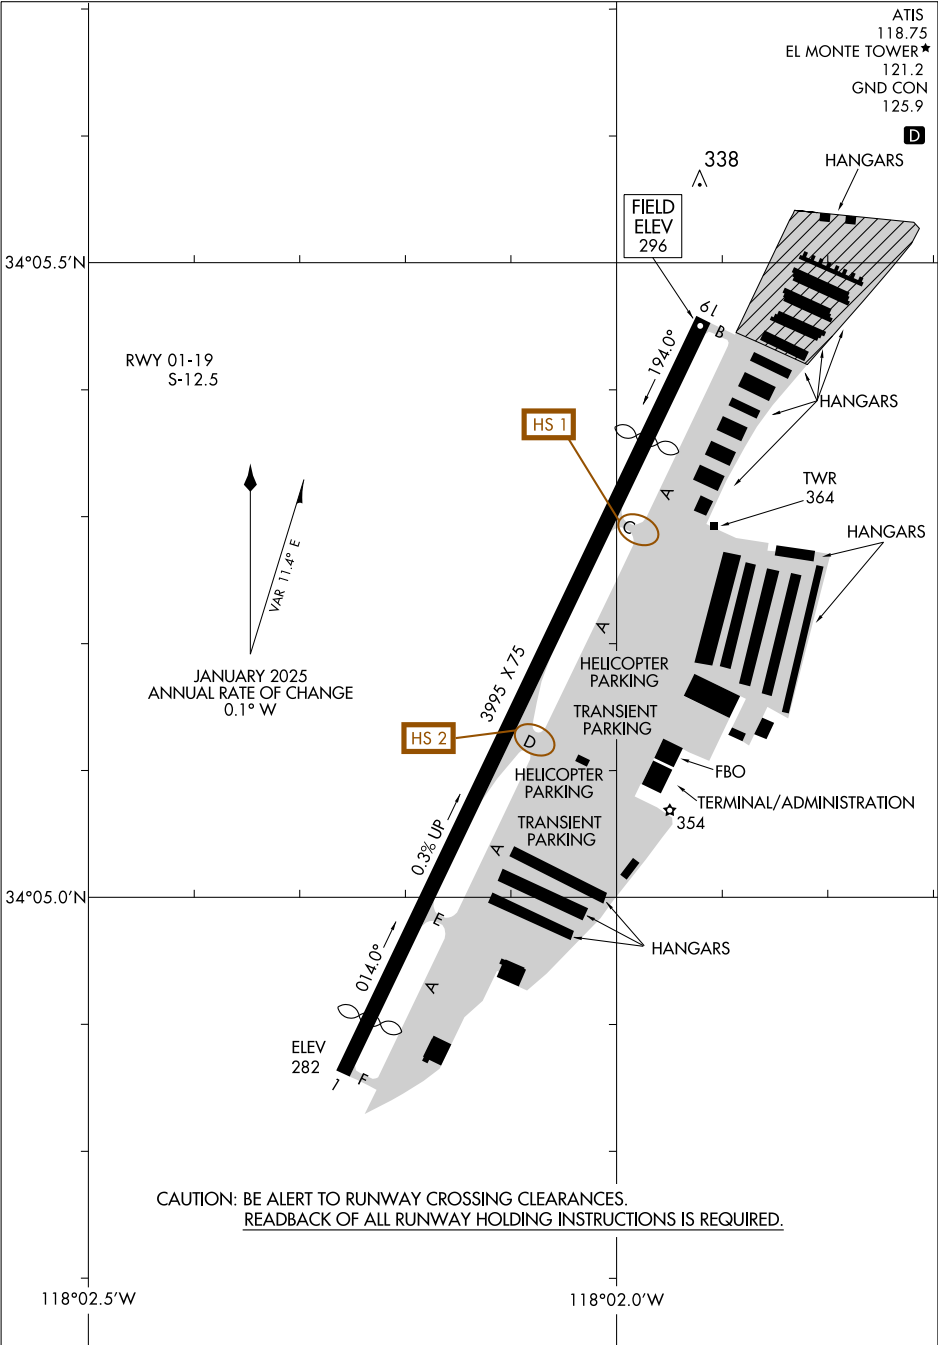 ATIS
118.75
EL MONTE TOWER★
121.2
GND CON
125.9
D
HANGARS
338
FIELD
ELEV
296
34°05.5'N
19
B
RWY 01-19
S-12.5
194.0°
HANGARS
HS 1
A
TWR
364
C
HANGARS
VAR 11.4° E
A
JANUARY 2025
ANNUAL RATE OF CHANGE
0.1° W
HELICOPTER
PARKING
3995 X 75
TRANSIENT
PARKING
HS 2
D
HELICOPTER
PARKING
FBO
TERMINAL/ADMINISTRATION
354
TRANSIENT
PARKING
0.3% UP
A
34°05.0'N
E
HANGARS
014.0°
A
ELEV
282
1
F
CAUTION: BE ALERT TO RUNWAY CROSSING CLEARANCES.
READBACK OF ALL RUNWAY HOLDING INSTRUCTIONS IS REQUIRED.
118°02.5'W
118°02.0'W